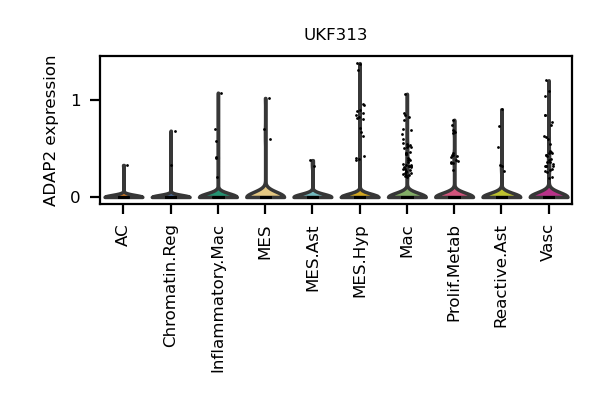 UKF313
ADAP2 expression
1
0
AC
Chromatin.Reg
Inflammatory.Mac
MES
MES.Ast
MES.Hyp
Mac
Prolif.Metab
Reactive.Ast
Vasc